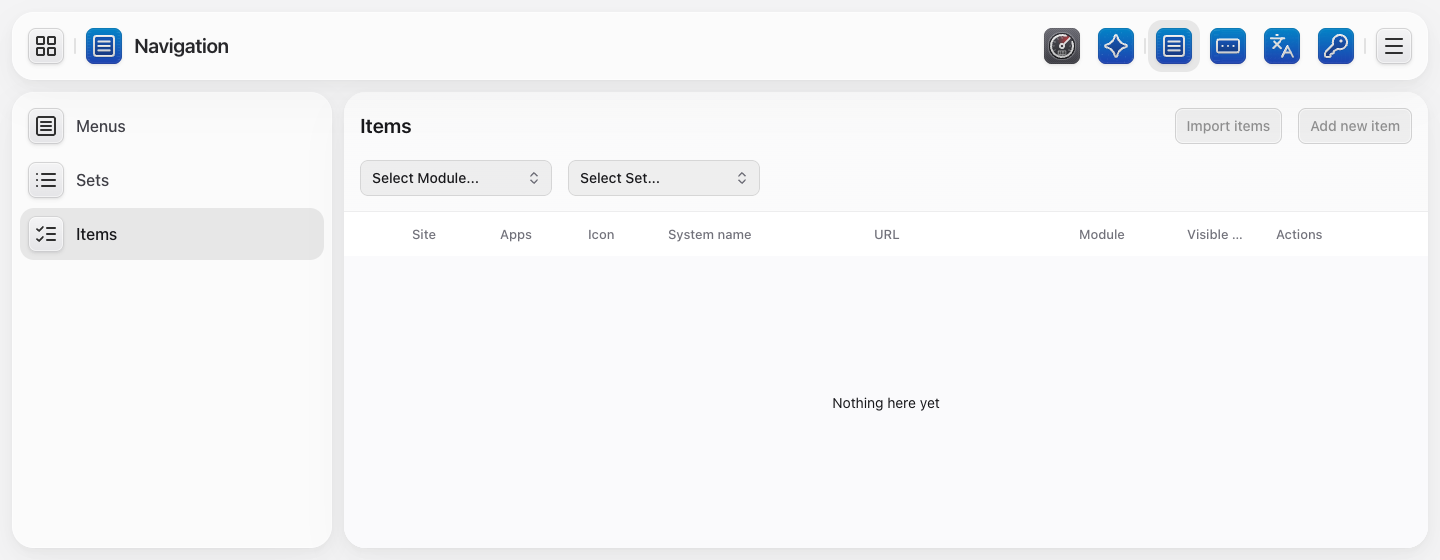 Navigation
Menus
Sets
Items
Items
Import items
Add new item
Select Module...
Select Set...
Site
Apps
Icon
System name
URL
Module
Visible ...
Actions
Nothing here yet